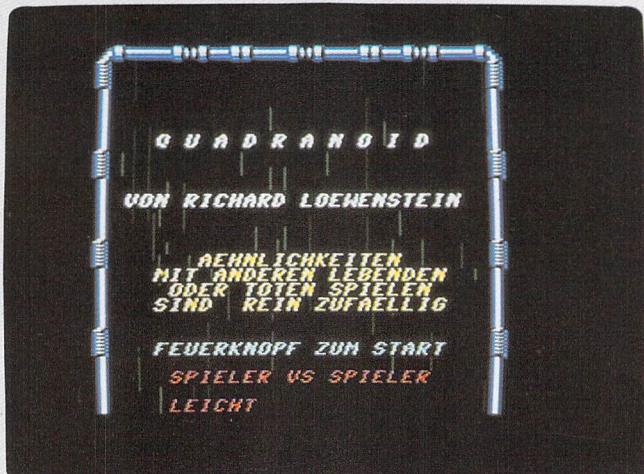 QUADRANOID
VON RICHARD LOEWENSTEIN
AEHNLICHKEITEN
MIT ANDEREN LEBENDEN
ODER TOTEN SPIELEN
SIND REIN ZUFAELLIG
FEUERKNOPF ZUM START
SPIELER VS SPIELER
LEICHT